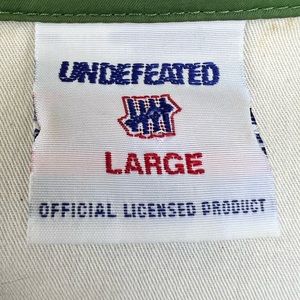 UNDEFEATED
LARGE
OFFICIAL LICENSED PRODUCT